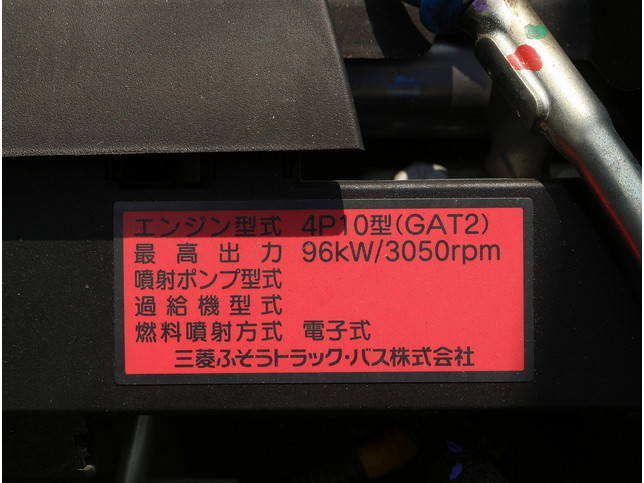 エンジン型式 4P10型(GAT2)
最高出力 96kW/3050rpm
噴射ポンプ型式
過給機型式
燃料噴射方式 電子式
三菱ふそうトラック・バス株式会社